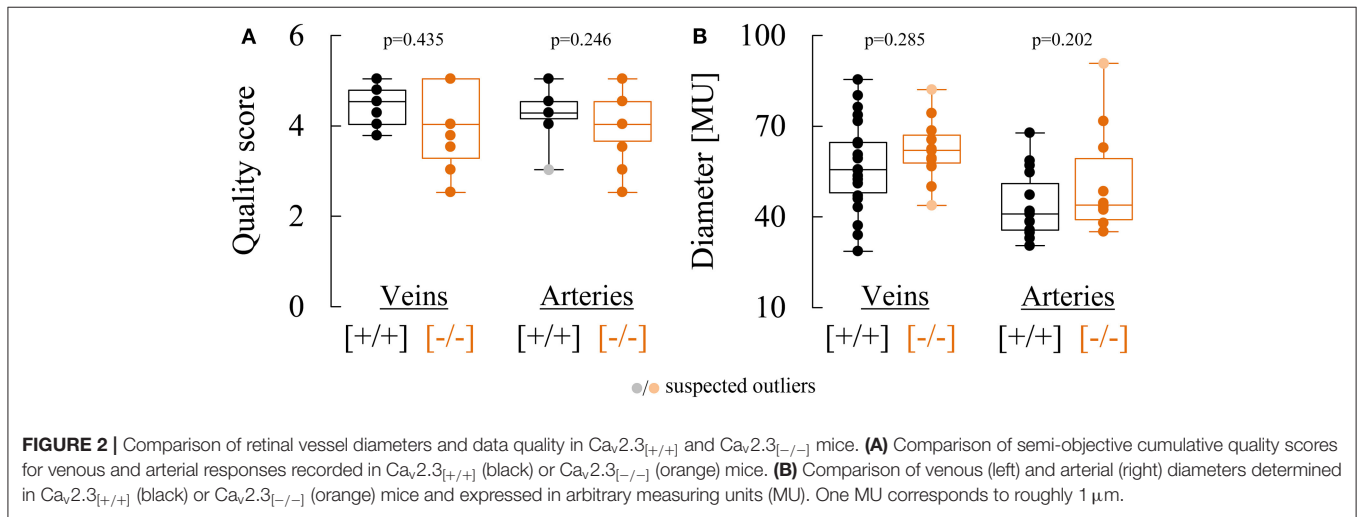 A
6
4
2
0
Quality score
p=0.435
p=0.246
Veins
Arteries
[+/+] [-/-] [+/+] [-/-]
B
100
70
40
10
Diameter [MU]
p=0.285
p=0.202
Veins
Arteries
[+/+] [-/-] [+/+] [-/-]
/ suspected outliers
FIGURE 2 | Comparison of retinal vessel diameters and data quality in Cav2.3[+/+] and Cav2.3[−/−] mice. (A) Comparison of semi-objective cumulative quality scores
for venous and arterial responses recorded in Cav2.3[+/+] (black) or Cav2.3[−/−] (orange) mice. (B) Comparison of venous (left) and arterial (right) diameters determined
in Cav2.3[+/+] (black) or Cav2.3[−/−] (orange) mice and expressed in arbitrary measuring units (MU). One MU corresponds to roughly 1 μm.